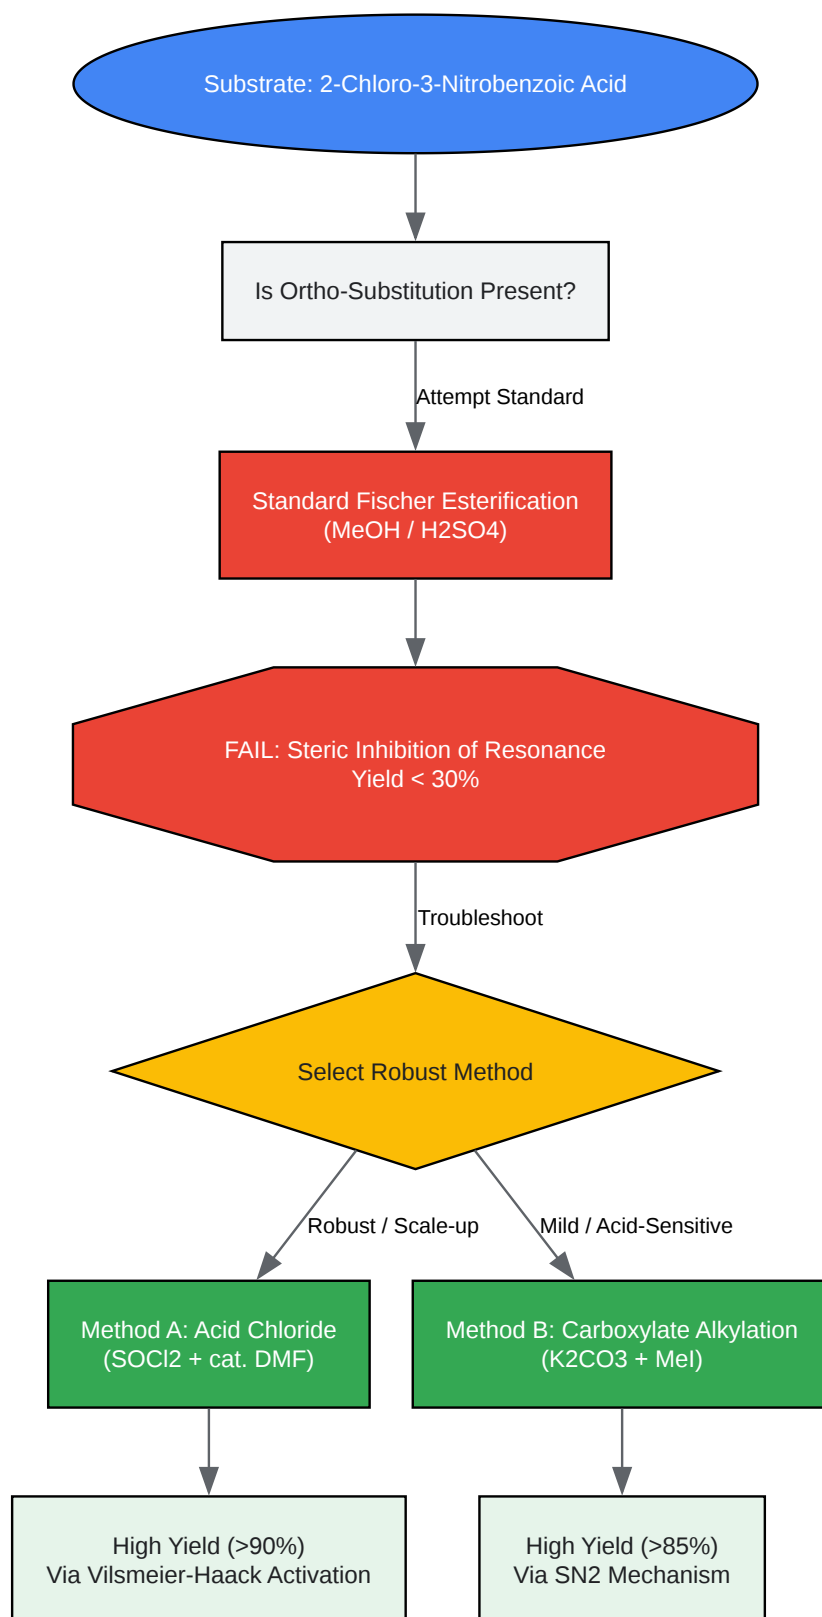 Substrate: 2-Chloro-3-Nitrobenzoic Acid
Is Ortho-Substitution Present?
Attempt Standard
Standard Fischer Esterification
(MeOH / H2SO4)
FAIL: Steric Inhibition of Resonance
Yield < 30%
Troubleshoot
Select Robust Method
Robust / Scale-up
Mild / Acid-Sensitive
Method A: Acid Chloride
(SOCl2 + cat. DMF)
Method B: Carboxylate Alkylation
(K2CO3 + MeI)
High Yield (>90%)
Via Vilsmeier-Haack Activation
High Yield (>85%)
Via SN2 Mechanism